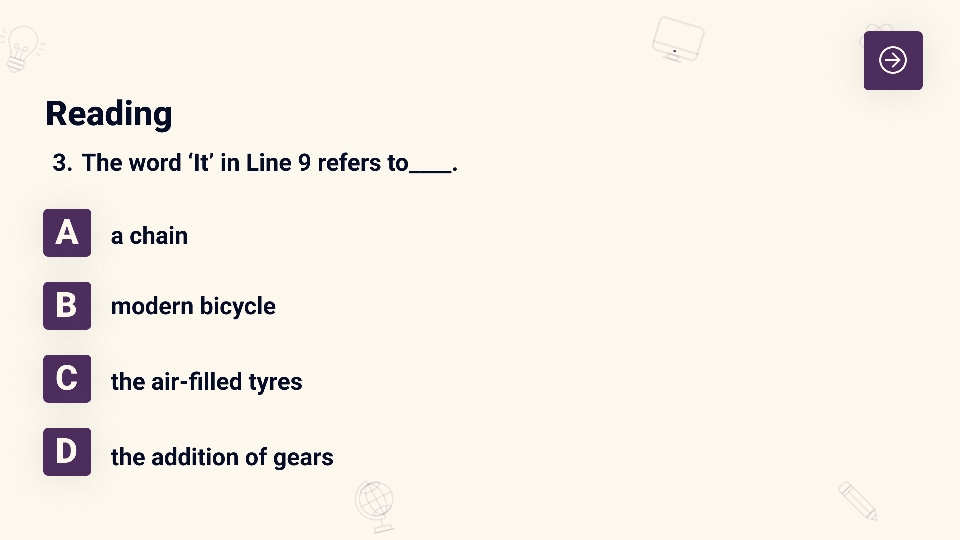 Reading
3. The word ‘It’ in Line 9 refers to____.
A a chain
B modern bicycle
C the air-filled tyres
D the addition of gears